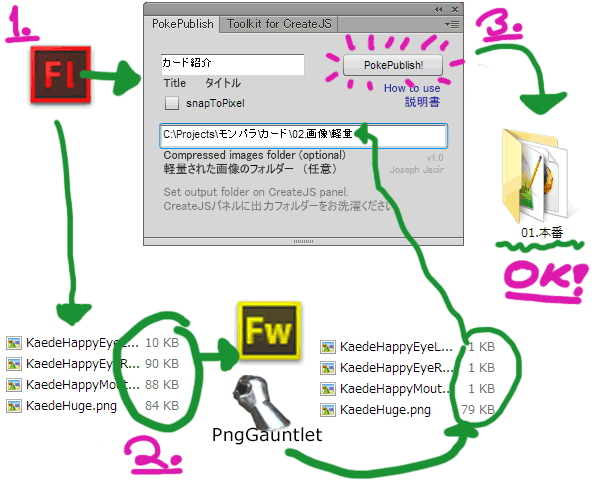 1.
Fl
PokePublish
Toolkit for CreateJS
カード紹介
PokePublish!
Title タイトル
How to use
説明書
snapToPixel
C:\Projects\モンパラ\カード\02.画像\軽量
Compressed images folder (optional)
軽量された画像のフォルダー （任意）
v1.0
Joseph Jacir
Set output folder on CreateJS panel.
CreateJSパネルに出力フォルダーをお洗濯ください
3.
01.本番
OK!
KaedeHappyEyeL... 10 KB
KaedeHappyEyeR... 90 KB
KaedeHappyMout... 88 KB
KaedeHuge.png 84 KB
2.
Fw
PngGauntlet
KaedeHappyEyeL... 1 KB
KaedeHappyEyeR... 1 KB
KaedeHappyMout... 1 KB
KaedeHuge.png 79 KB